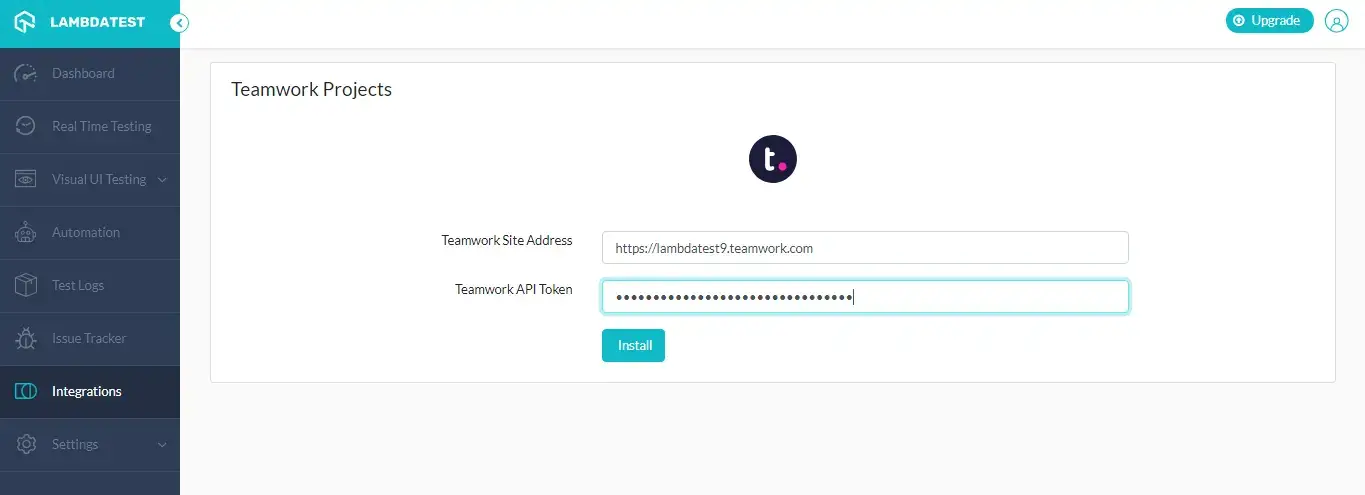 LAMBDATEST
Upgrade
Dashboard
Real Time Testing
Visual UI Testing
Automation
Test Logs
Issue Tracker
Integrations
Settings
Teamwork Projects
t.
Teamwork Site Address
https://lambdatest9.teamwork.com
Teamwork API Token
••••••••••••••••••••••••••••••••
Install